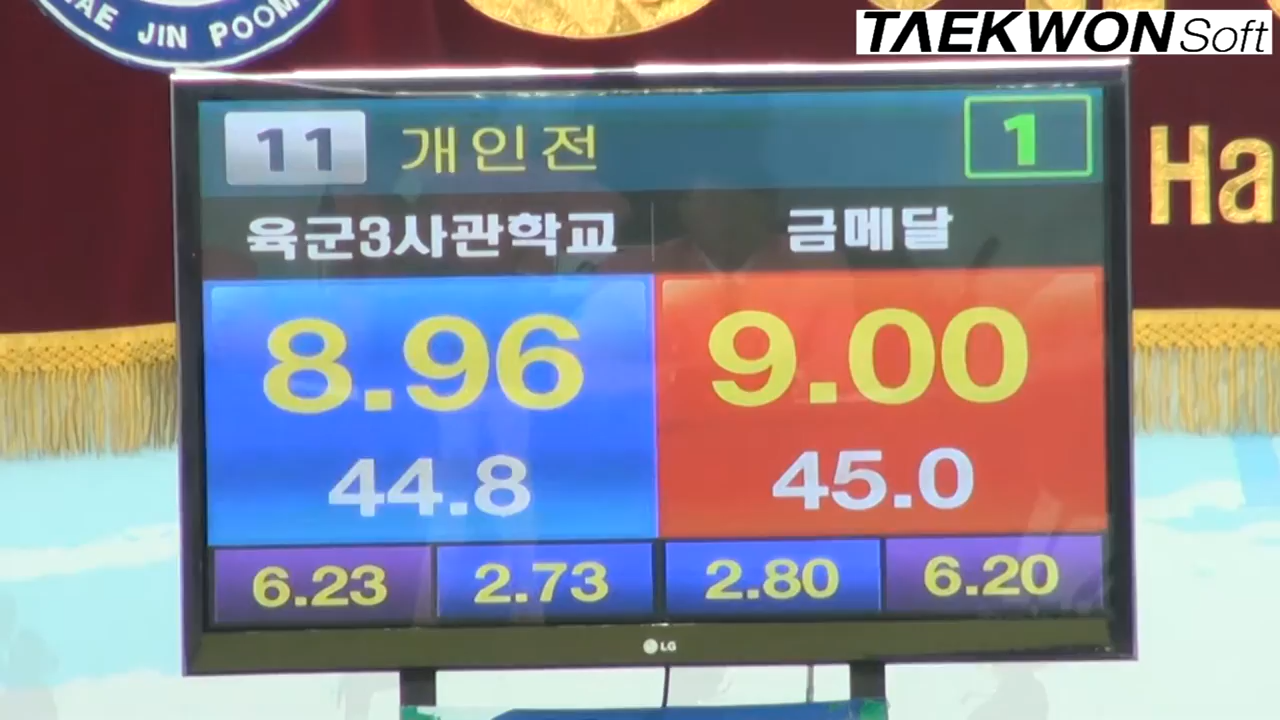 AE JIN POOM
TAEKWON Soft
11 개인전 1
Ha
육군3사관학교 금메달
8.96 9.00
44.8 45.0
6.23 2.73 2.80 6.20
LG